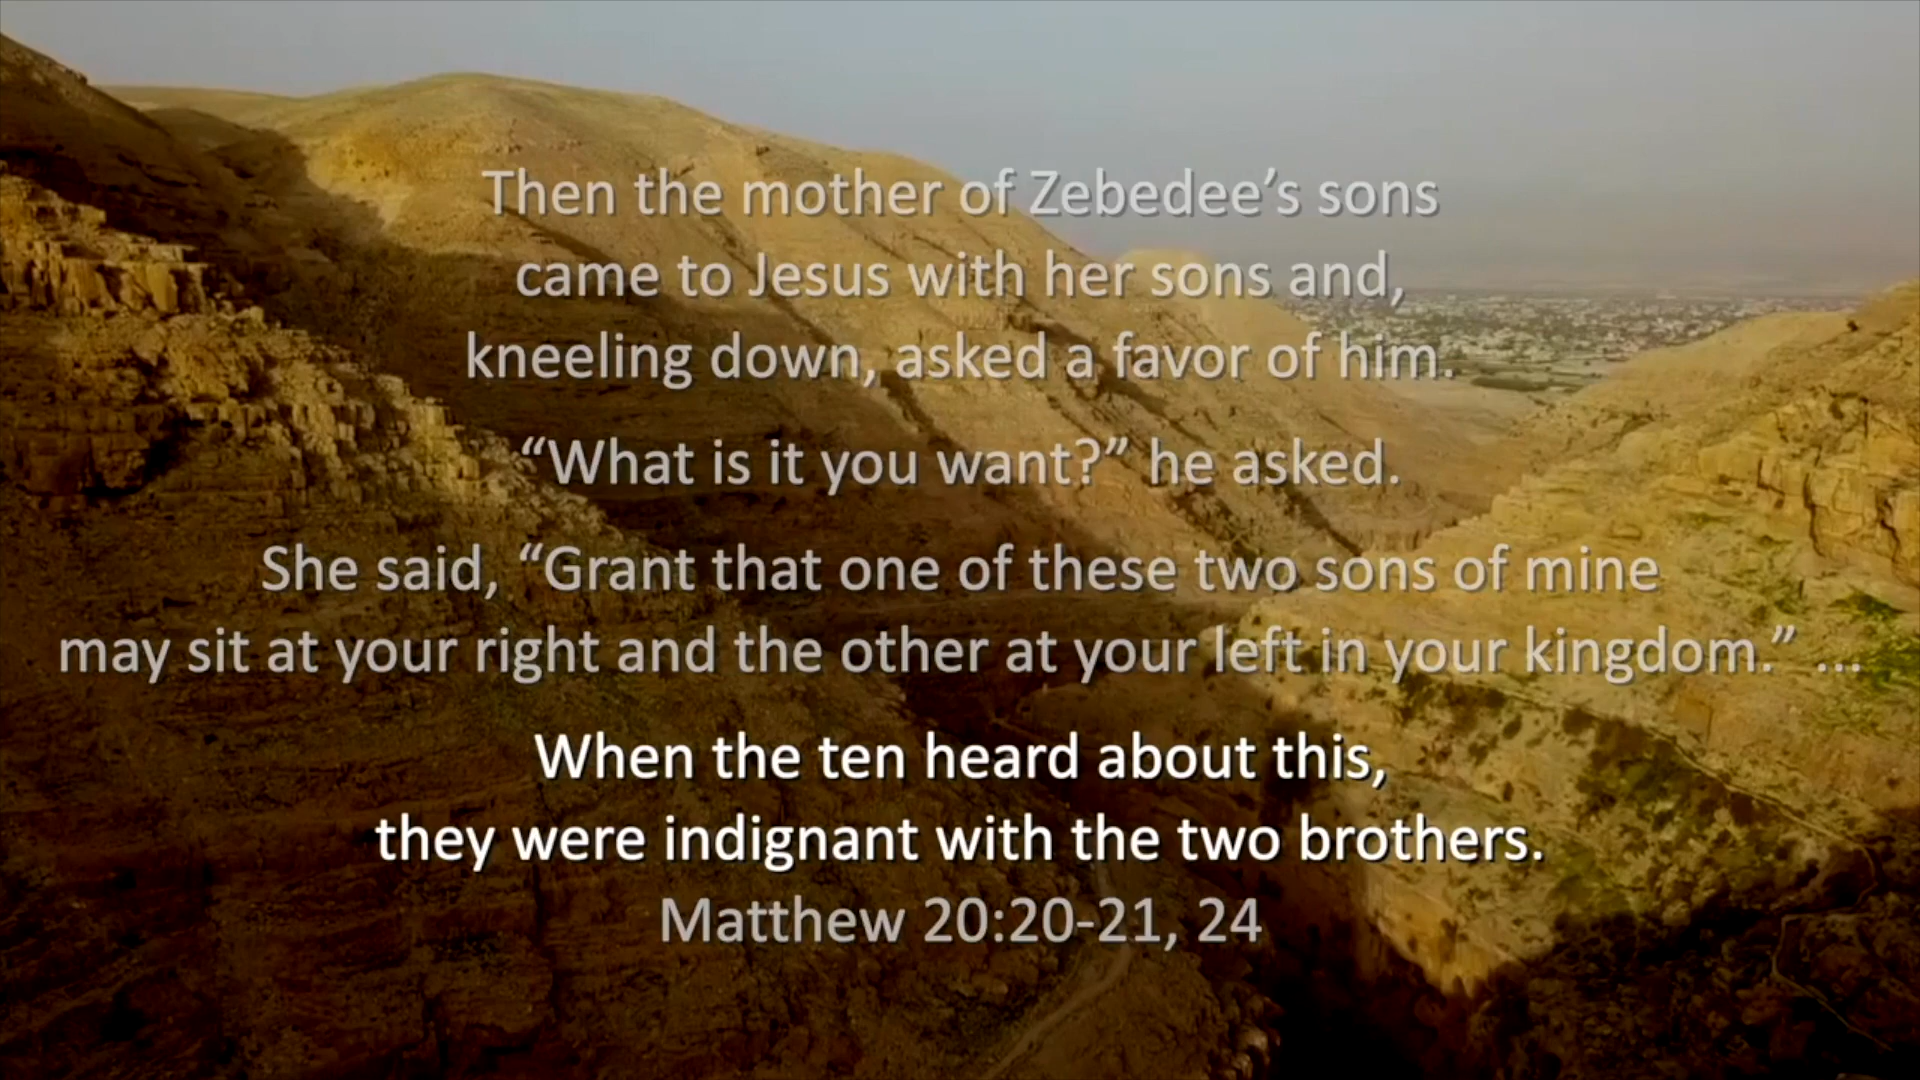 Then the mother of Zebedee’s sons
came to Jesus with her sons and,
kneeling down, asked a favor of him.
“What is it you want?” he asked.
She said, “Grant that one of these two sons of mine
may sit at your right and the other at your left in your kingdom.” ...
When the ten heard about this,
they were indignant with the two brothers.
Matthew 20:20-21, 24